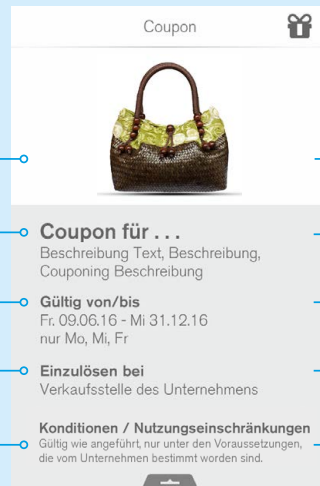 Coupon
Coupon für . . .
Beschreibung Text, Beschreibung,
Couponing Beschreibung
Gültig von/bis
Fr. 09.06.16 - Mi 31.12.16
nur Mo, Mi, Fr
Einzulösen bei
Verkaufsstelle des Unternehmens
Konditionen / Nutzungseinschränkungen
Gültig wie angeführt, nur unter den Voraussetzungen,
die vom Unternehmen bestimmt worden sind.